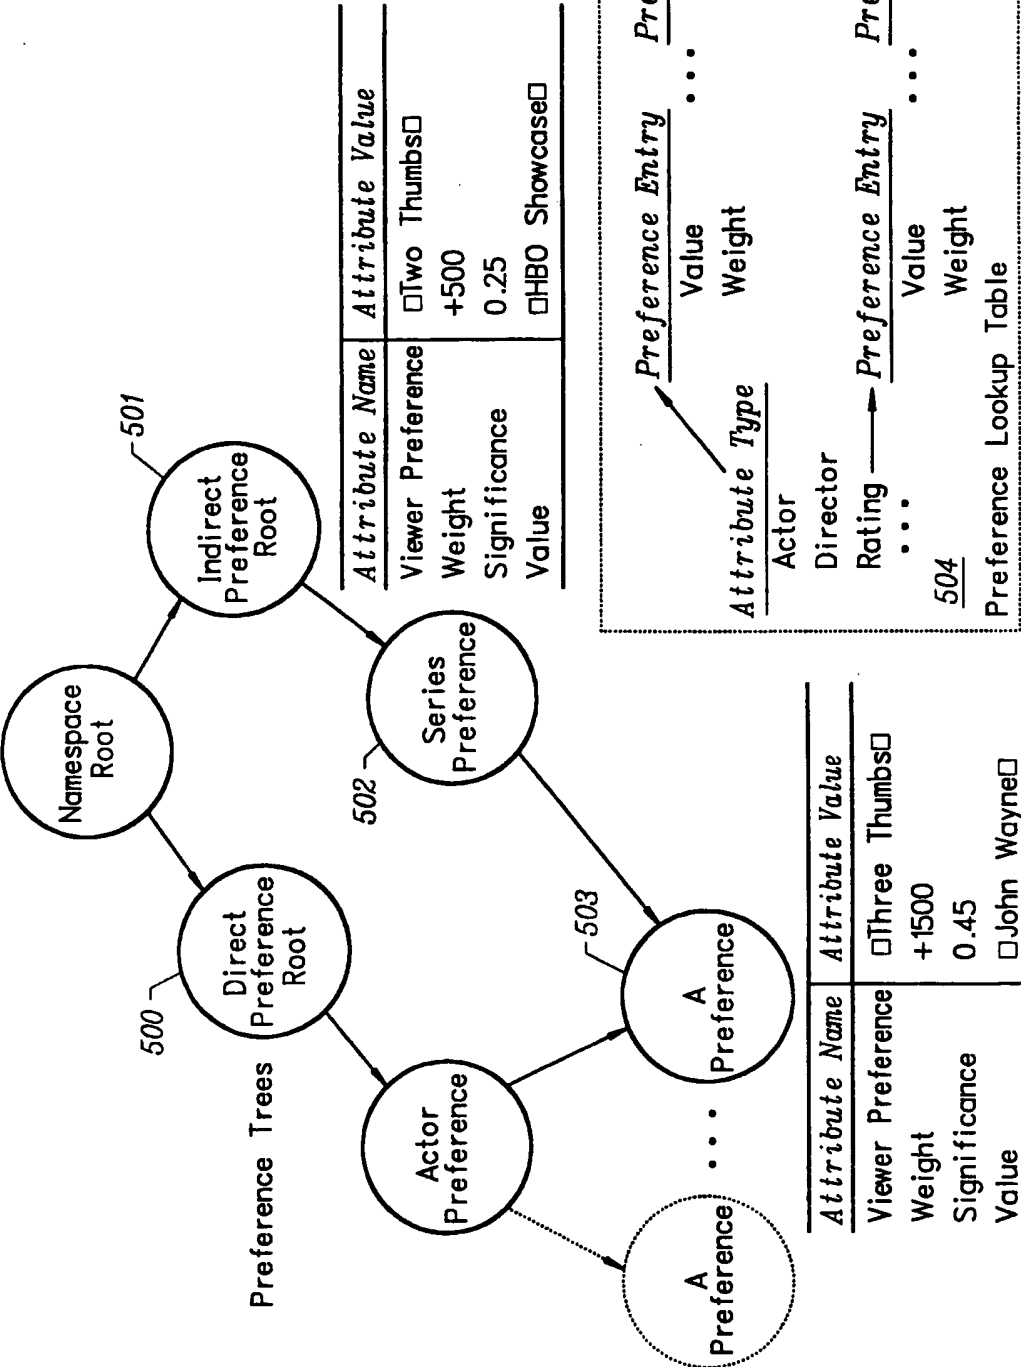 Preference Trees
Namespace
Root
500
Direct
Preference
Root
501
Indirect
Preference
Root
Actor
Preference
502
Series
Preference
A
Preference
• • •
503
A
Preference
Attribute Name Attribute Value
Viewer Preference □Two Thumbs□
Weight +500
Significance 0.25
Value □HBO Showcase□
Attribute Name Attribute Value
Viewer Preference □Three Thumbs□
Weight +1500
Significance 0.45
Value □John Wayne□
Attribute Type
Actor
Director
Rating
• • •
Preference Entry Pre
Value • • •
Weight
Preference Entry Pre
Value • • •
Weight
504
Preference Lookup Table